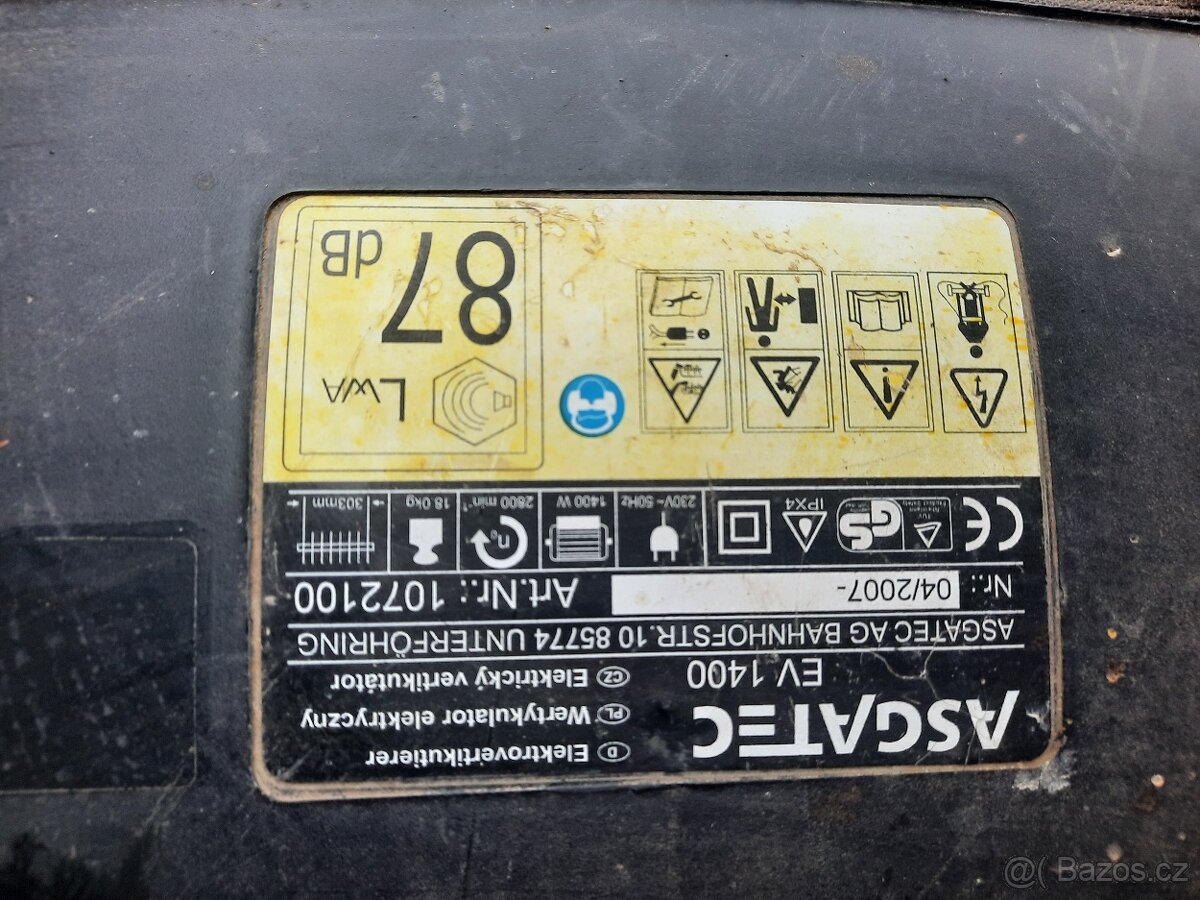 ASGATEC
EV 1400
D Elektrovertikutierer
PL Wertykulator elektryczny
CZ Elektrický vertikutátor
ASGATEC AG BAHNHOFSTR. 10 85774 UNTERFÖHRING
Nr.: 04/2007- Art.Nr.: 1072100
CE GS IPX4 230V~ 50Hz 1400 W n₀ 2800 min⁻¹ 18.0kg 303mm
LWA
87 dB
@( Bazos.cz